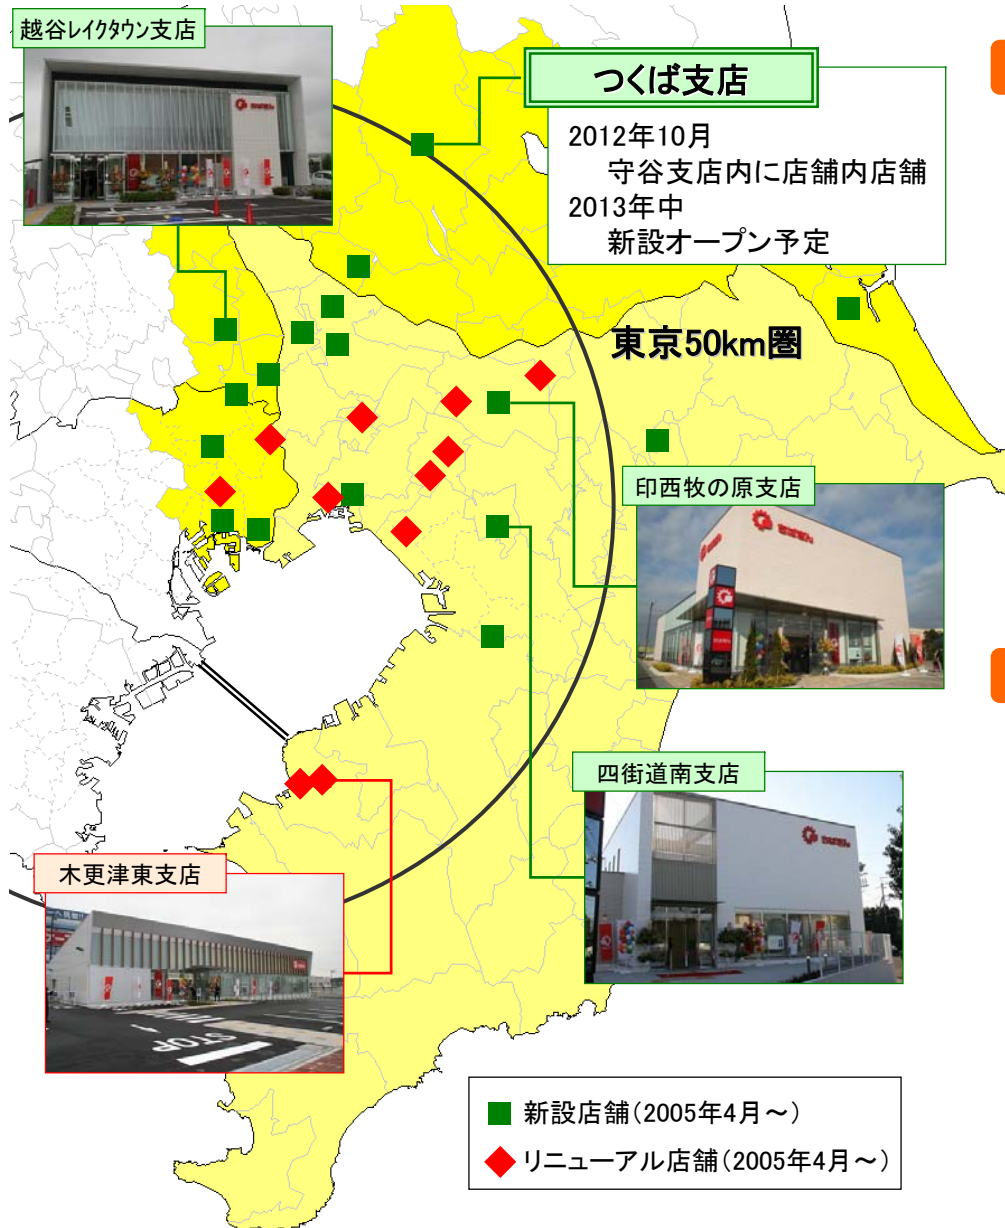 越谷レイクタウン支店
つくば支店
2012年10月
守谷支店内に店舗内店舗
2013年中
新設オープン予定
東京50km圏
印西牧の原支店
四街道南支店
木更津東支店
STOP
■ 新設店舗(2005年4月～)
◆ リニューアル店舗(2005年4月～)